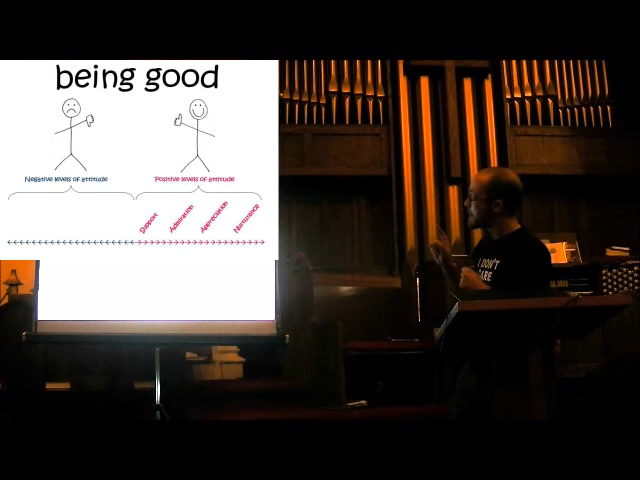 being good
Negative levels of attitude
Positive levels of attitude
Support
Admiration
Appreciation
Nurturance
I DON'T
CARE